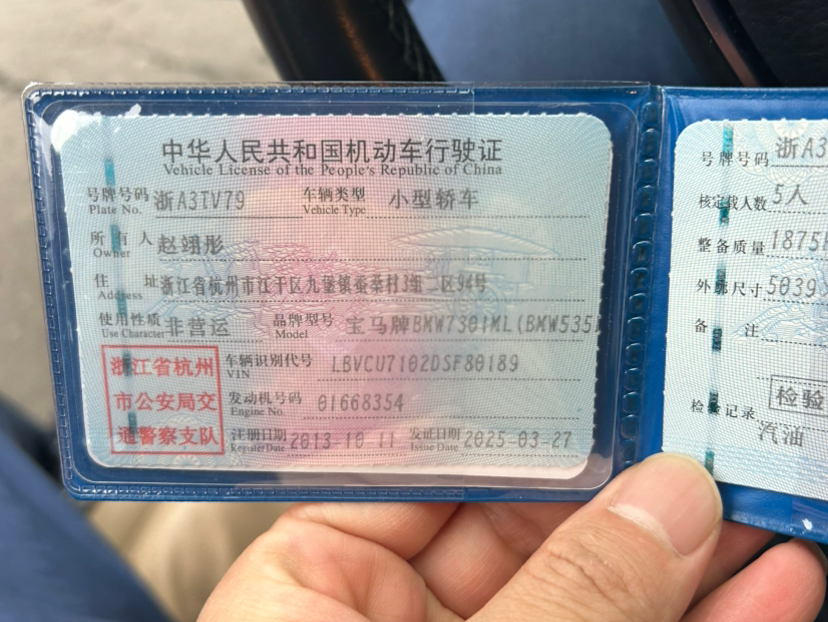 中华人民共和国机动车行驶证
Vehicle License of the People's Republic of China
号牌号码 浙A3TV79 车辆类型 小型轿车
Plate No. Vehicle Type
所有人 赵翊彤
Owner
住址 浙江省杭州市江干区九堡镇蚕桑村3组二区94号
Address
使用性质 非营运 品牌型号 宝马牌BMW7301ML(BMW535
Use Character Model
浙江省杭州
市公安局交
通警察支队
车辆识别代号 LBVCU7102DSF80189
VIN
发动机号码 01668354
Engine No.
注册日期 2013-10-11 发证日期 2025-03-27
Register Date Issue Date
号牌号码 浙A3
核定载人数 5人
整备质量 1875
外廓尺寸 5039
备注
检验记录 检验
汽油